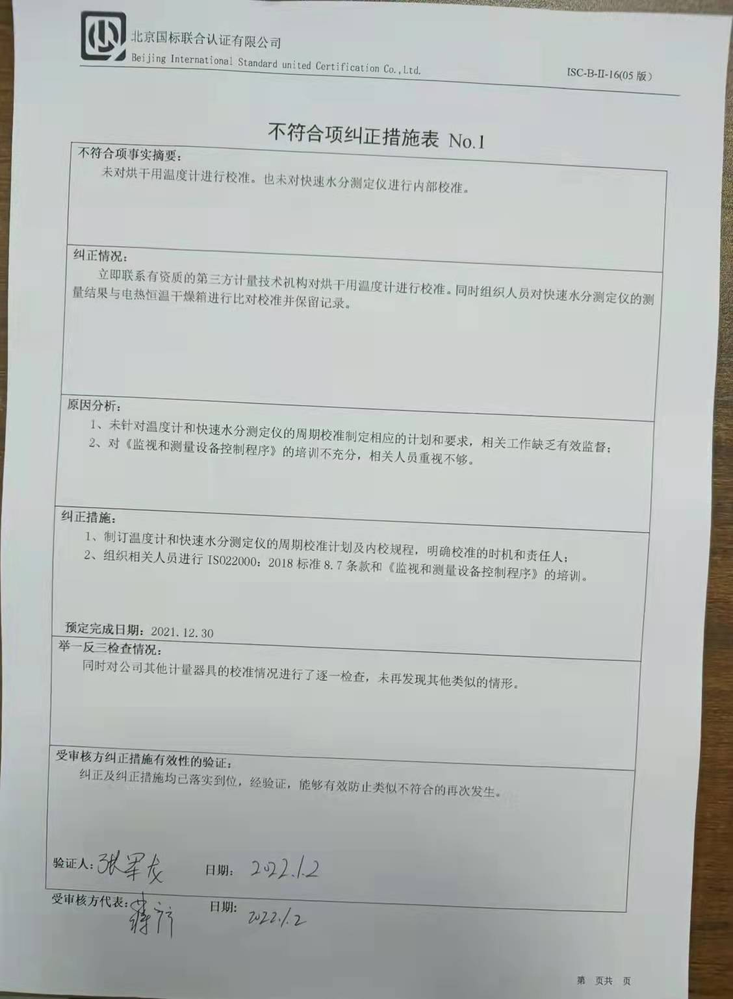 北京国标联合认证有限公司
Beijing International Standard united Certification Co.,Ltd.
ISC-B-II-16(05 版)
不符合项纠正措施表 No.1
不符合项事实摘要：
未对烘干用温度计进行校准。也未对快速水分测定仪进行内部校准。
纠正情况：
立即联系有资质的第三方计量技术机构对烘干用温度计进行校准。同时组织人员对快速水分测定仪的测
量结果与电热恒温干燥箱进行比对校准并保留记录。
原因分析：
1、未针对温度计和快速水分测定仪的周期校准制定相应的计划和要求，相关工作缺乏有效监督；
2、对《监视和测量设备控制程序》的培训不充分，相关人员重视不够。
纠正措施：
1、制订温度计和快速水分测定仪的周期校准计划及内校规程，明确校准的时机和责任人；
2、组织相关人员进行 ISO22000：2018 标准 8.7 条款和《监视和测量设备控制程序》的培训。
预定完成日期：2021.12.30
举一反三检查情况：
同时对公司其他计量器具的校准情况进行了逐一检查，未再发现其他类似的情形。
受审核方纠正措施有效性的验证：
纠正及纠正措施均已落实到位，经验证，能够有效防止类似不符合的再次发生。
验证人：张军龙 日期： 2022.1.2
受审核方代表： 日期： 2022.1.2
第 页共 页